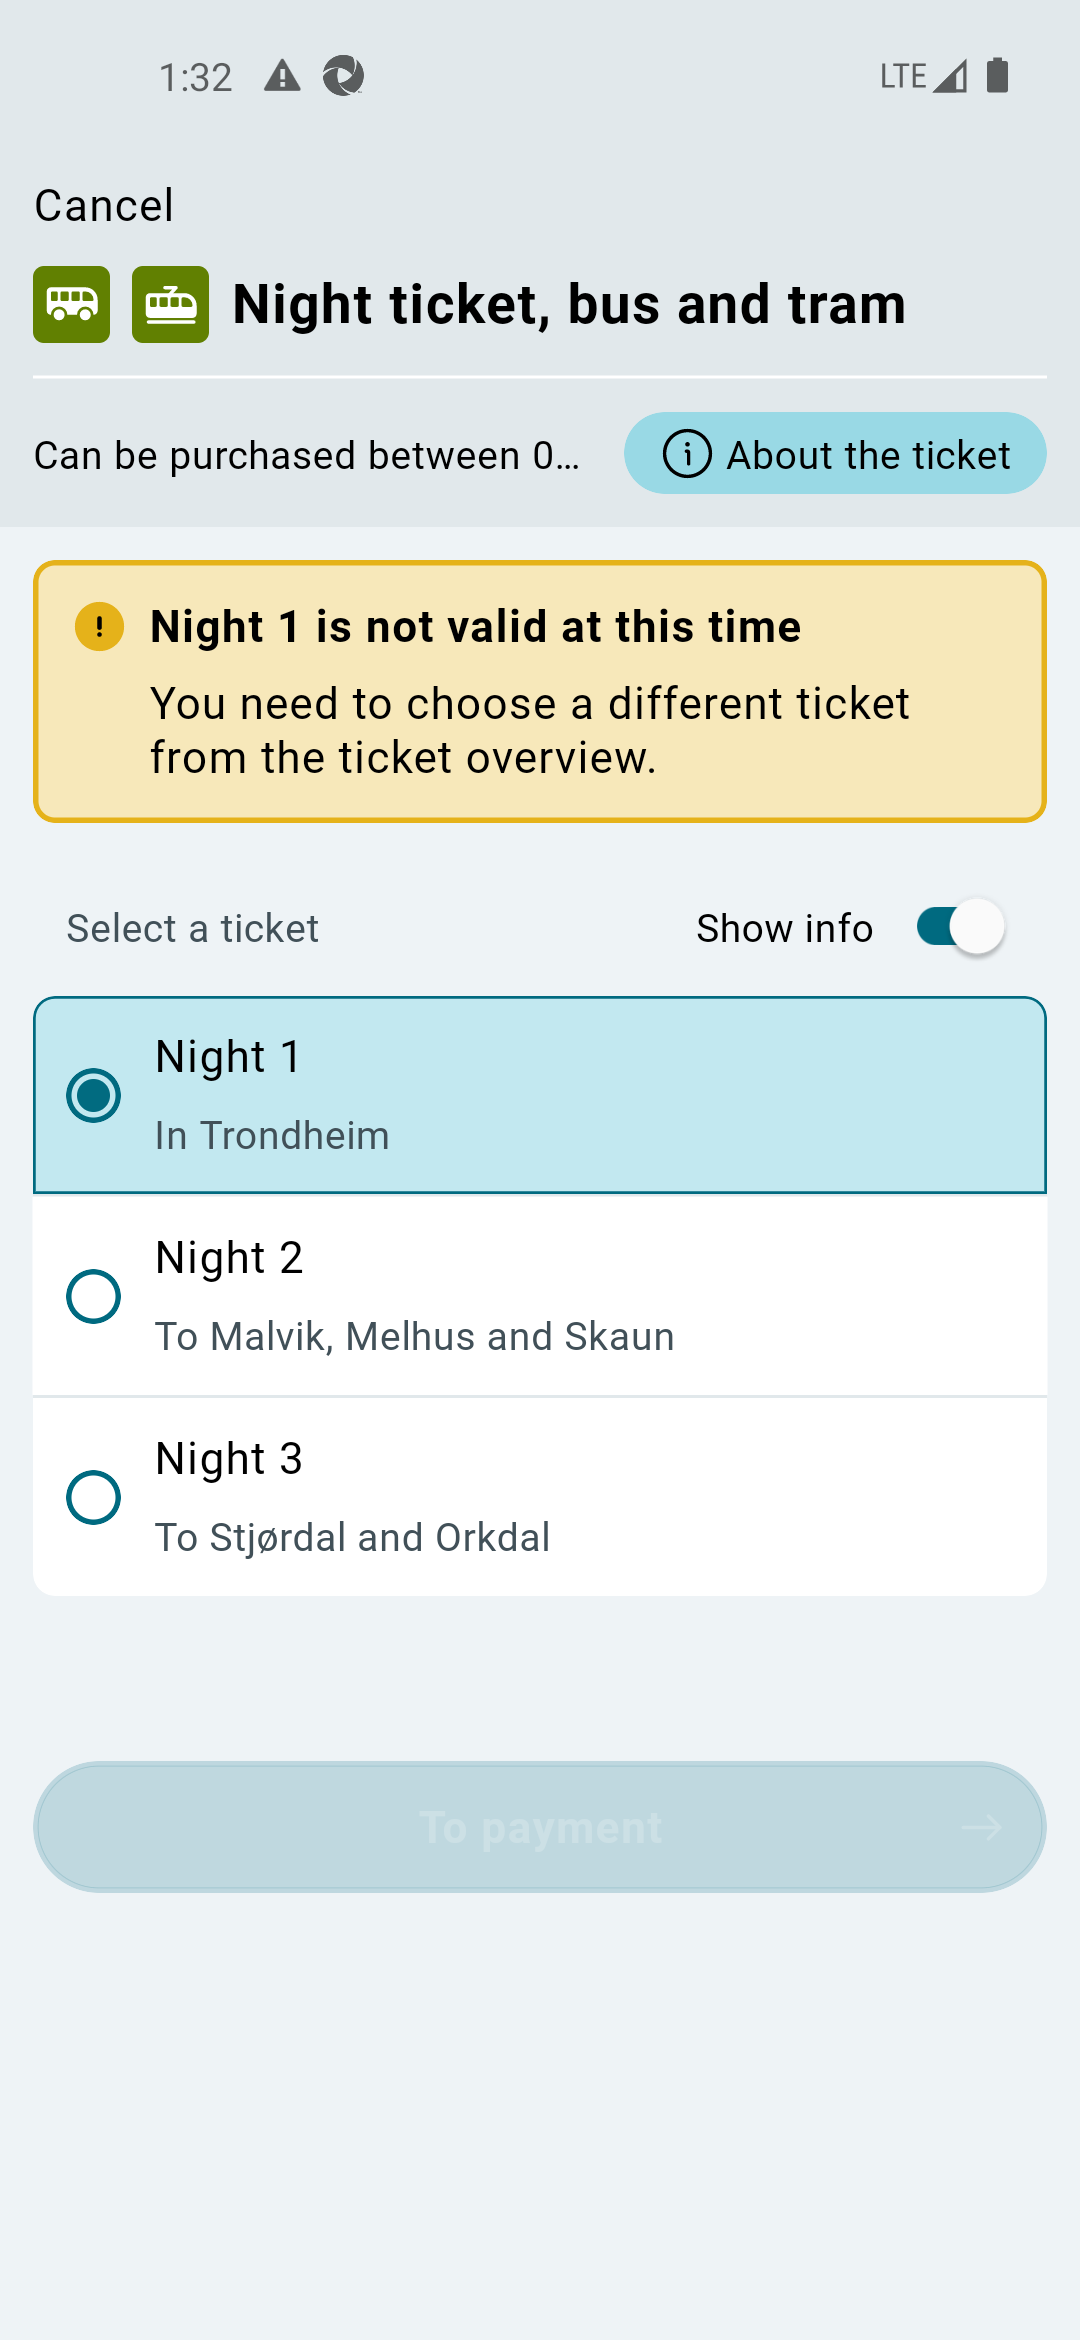 1:32
LTE
Cancel
Night ticket, bus and tram
Can be purchased between 0...
About the ticket
Night 1 is not valid at this time
You need to choose a different ticket
from the ticket overview.
Select a ticket
Show info
Night 1
In Trondheim
Night 2
To Malvik, Melhus and Skaun
Night 3
To Stjørdal and Orkdal
To payment